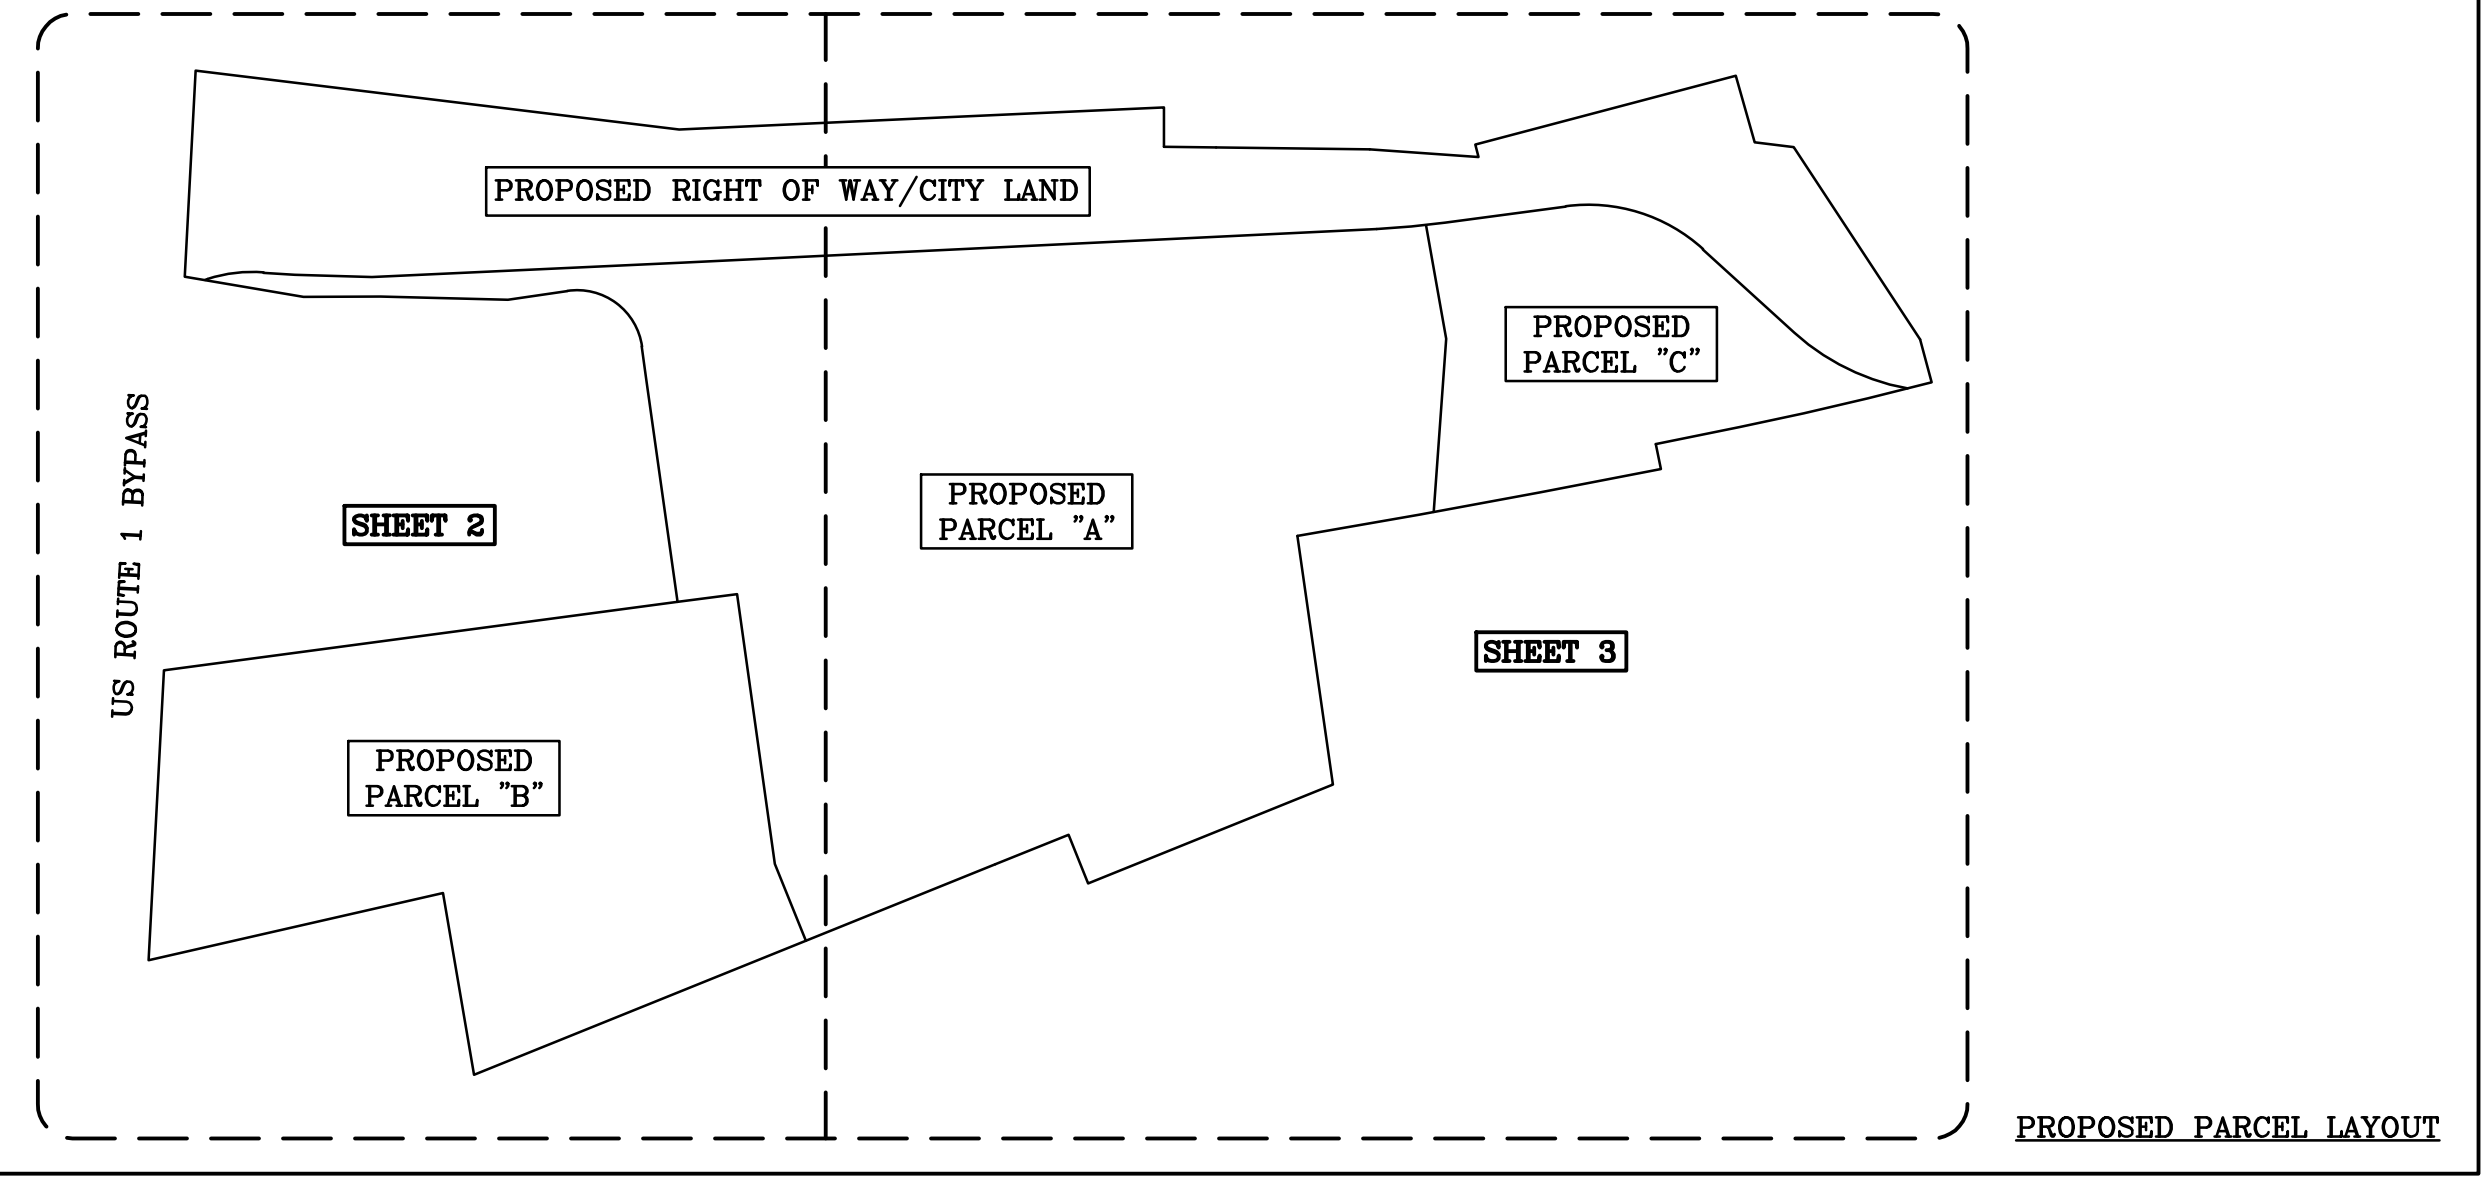 PROPOSED RIGHT OF WAY/CITY LAND
PROPOSED
PARCEL "C"
US ROUTE 1 BYPASS
SHEET 2
PROPOSED
PARCEL "A"
SHEET 3
PROPOSED
PARCEL "B"
PROPOSED PARCEL LAYOUT